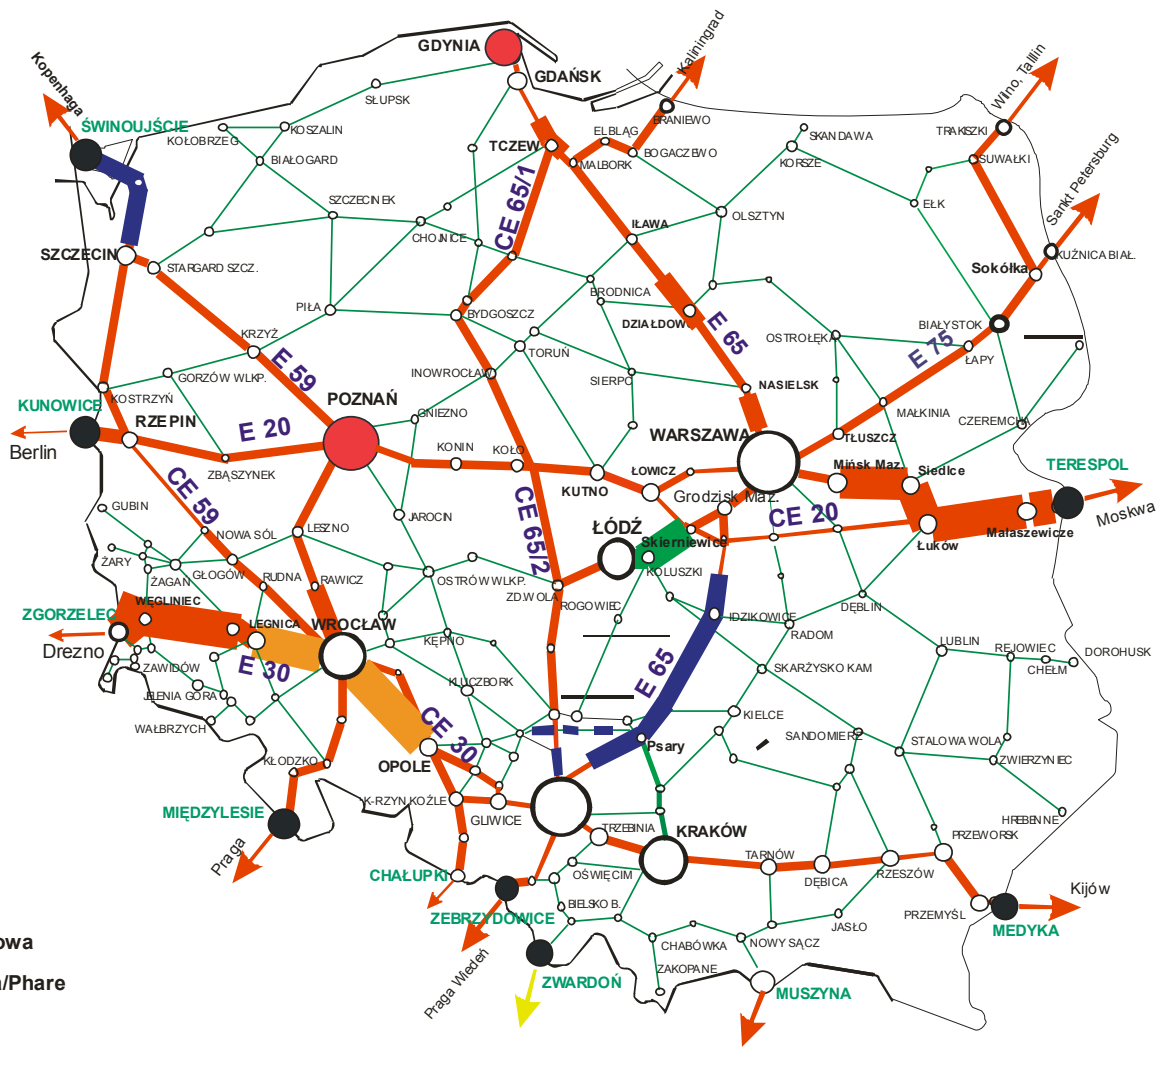 GDYNIA
Kaliningrad
Wilno, Tallin
Kopenhaga
GDAŃSK
SŁUPSK
ŚWINOUJŚCIE
KOŁOBRZEG
KOSZALIN
BRANIEWO
ELBLĄG
SKANDAWA
TRAKISZKI
TCZEW
BOGACZEWO
MALBORK
KORSZE
SUWAŁKI
BIAŁOGARD
Sankt Petersburg
SZCZECINEK
CE 65/1
EŁK
OLSZTYN
CHOJNICE
IŁAWA
SZCZECIN
STARGARD SZCZ.
KUŹNICA BIAŁ.
Sokółka
BRODNICA
PIŁA
BYDGOSZCZ
DZIAŁDOWO
E 65
BIAŁYSTOK
KRZYŻ
OSTROŁĘKA
E 75
ŁAPY
TORUŃ
E 59
GORZÓW WLKP.
INOWROCŁAW
SIERPC
NASIELSK
KOSTRZYŃ
POZNAŃ
KUNOWICE
RZEPIN
GNIEZNO
MAŁKINIA
CZEREMCHA
E 20
WARSZAWA
TŁUSZCZ
Berlin
KONIN
KOŁO
ZBĄSZYNEK
ŁOWICZ
Mińsk Maz.
Siedlce
TERESPOL
CE 59
KUTNO
Grodzisk Maz.
GUBIN
CE 65/2
JAROCIN
CE 20
Moskwa
ŁÓDŹ
NOWA SÓL
LESZNO
Skierniewice
Łuków
Małaszewicze
ŻARY
ŻAGAN
GŁOGÓW
RUDNA
RAWICZ
OSTRÓW WLKP.
KOLUSZKI
ZD.WOLA
ROGOWIEC
WĘGLINIEC
DĘBLIN
ZGORZELEC
LEGNICA
WROCŁAW
IDZIKOWICE
RADOM
Drezno
KĘPNO
LUBLIN
REJOWIEC
DOROHUSK
ZAWIDÓW
E 30
E 65
SKARŻYSKO KAM
CHEŁM
JELENIA GÓRA
KLUCZBORK
WAŁBRZYCH
CE 30
KIELCE
SANDOMIERZ
STALOWA WOLA
Psary
KŁODZKO
OPOLE
ZWIERZYNIEC
MIĘDZYLESIE
K-RZYN KOŹLE
GLIWICE
HREBENNE
TRZEBINIA
KRAKÓW
PRZEWORSK
Praga
TARNÓW
CHAŁUPKI
OŚWIĘCIM
DĘBICA
RZESZÓW
Kijów
ZEBRZYDOWICE
BIELSKO B.
PRZEMYŚL
MEDYKA
JASŁO
owa
CHABÓWKA
NOWY SĄCZ
ZAKOPANE
a/Phare
Praga Wiedeń
ZWARDOŃ
MUSZYNA